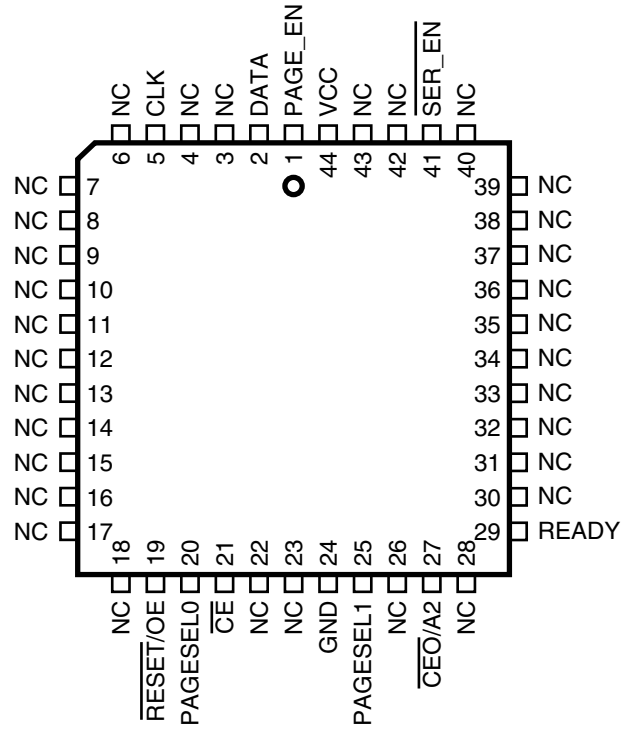 NC
CLK
NC
NC
DATA
PAGE_EN
VCC
NC
NC
SER_EN
NC
6
5
4
3
2
1
44
43
42
41
40
NC 7
NC 8
NC 9
NC 10
NC 11
NC 12
NC 13
NC 14
NC 15
NC 16
NC 17
39 NC
38 NC
37 NC
36 NC
35 NC
34 NC
33 NC
32 NC
31 NC
30 NC
29 READY
18
19
20
21
22
23
24
25
26
27
28
NC
RESET/OE
PAGESEL0
CE
NC
NC
GND
PAGESEL1
NC
CEO/A2
NC